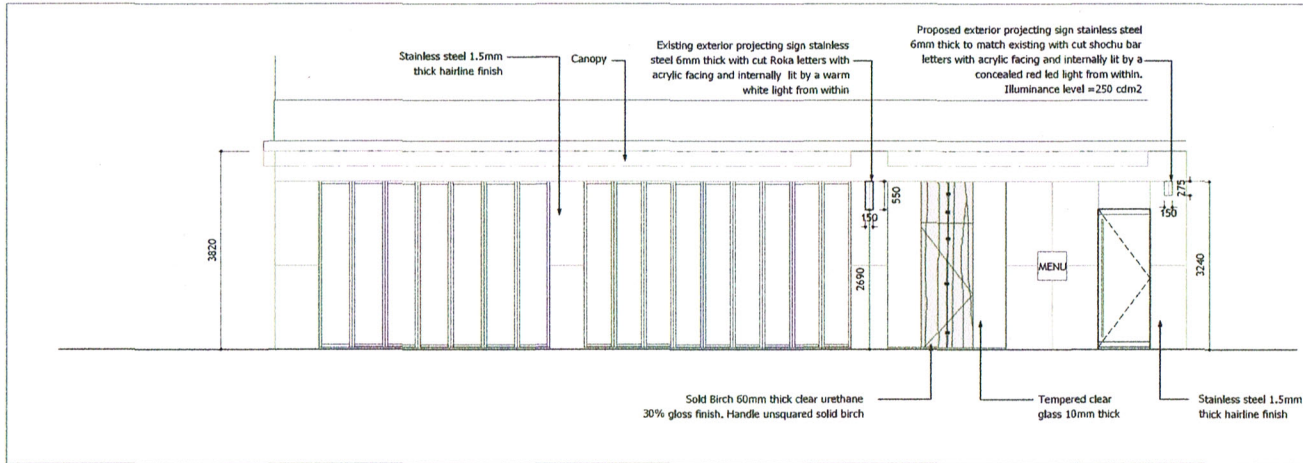 Stainless steel 1.5mm
thick hairline finish
Canopy
Existing exterior projecting sign stainless
steel 6mm thick with cut Roka letters with
acrylic facing and internally lit by a warm
white light from within
Proposed exterior projecting sign stainless steel
6mm thick to match existing with cut shochu bar
letters with acrylic facing and internally lit by a
concealed red led light from within.
Illuminance level =250 cdm2
3820
550
150
2690
MENU
275
150
3240
Sold Birch 60mm thick clear urethane
30% gloss finish. Handle unsquared solid birch
Tempered clear
glass 10mm thick
Stainless steel 1.5mm
thick hairline finish